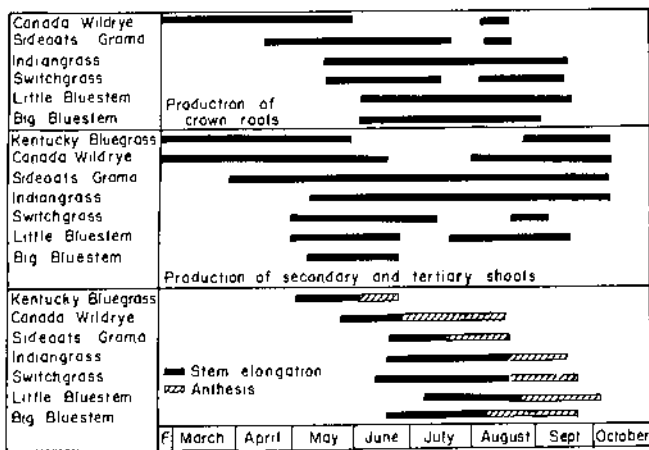 Canada Wildrye
Sideoats Grama
Indiangrass
Switchgrass
Little Bluestem
Big Bluestem
Production of
crown roots
Kentucky Bluegrass
Canada Wildrye
Sideoats Grama
Indiangrass
Switchgrass
Little Bluestem
Big Bluestem
Production of secondary and tertiary shoots
Kentucky Bluegrass
Canada Wildrye
Sideoats Grama
Indiangrass
Switchgrass
Little Bluestem
Big Bluestem
Stem elongation
Anthesis
F. March April May June July August Sept October